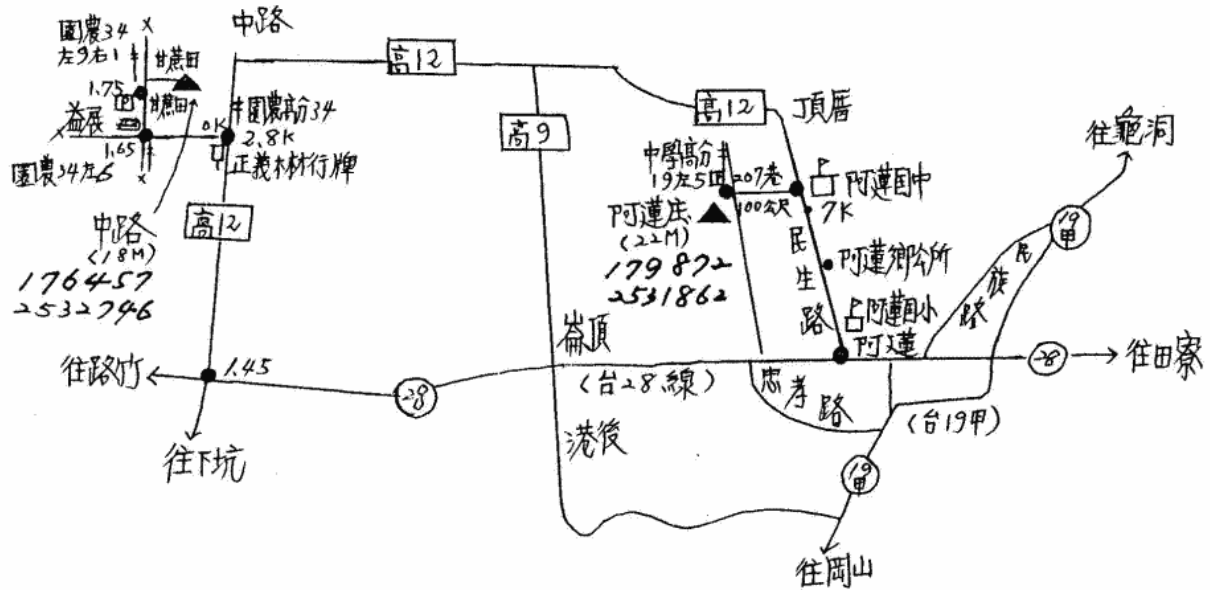 園農34
左9右1
甘蔗田
1.75
甘蔗田
益展
1.65
園農34左6
0K
中路
高12
園農高分34
2.8K
正義木材行牌
高12
中路
(18M)
176457
2532746
往路竹
1.45
往下坑
28
高9
崙頂
(台28線)
港後
高12
頂厝
中學高分
19左5
207巷
100公尺
阿蓮国中
7K
阿蓮庄
(22M)
179872
2531862
民生路
阿蓮鄉公所
阿蓮国小
阿蓮
忠孝路
往龜洞
19甲
民族路
28
往田寮
(台19甲)
19甲
往岡山